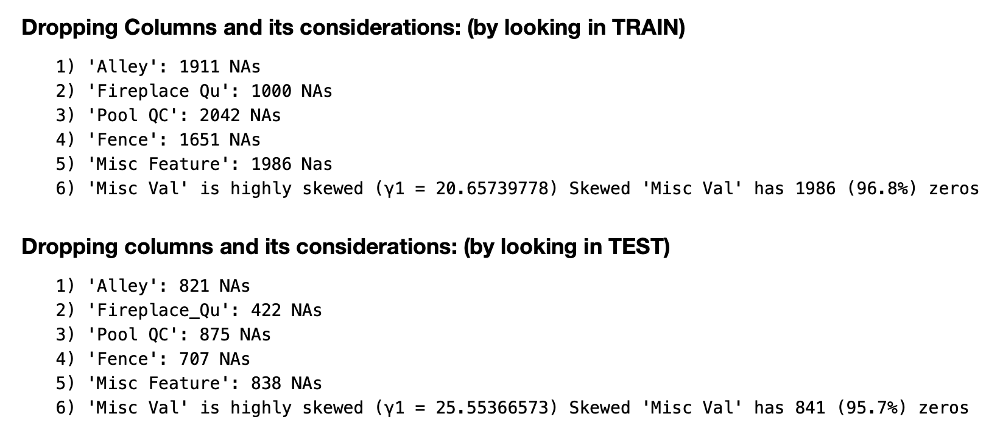 Dropping Columns and its considerations: (by looking in TRAIN)
1) 'Alley': 1911 NAs
2) 'Fireplace Qu': 1000 NAs
3) 'Pool QC': 2042 NAs
4) 'Fence': 1651 NAs
5) 'Misc Feature': 1986 Nas
6) 'Misc Val' is highly skewed (γ1 = 20.65739778) Skewed 'Misc Val' has 1986 (96.8%) zeros
Dropping columns and its considerations: (by looking in TEST)
1) 'Alley': 821 NAs
2) 'Fireplace_Qu': 422 NAs
3) 'Pool QC': 875 NAs
4) 'Fence': 707 NAs
5) 'Misc Feature': 838 NAs
6) 'Misc Val' is highly skewed (γ1 = 25.55366573) Skewed 'Misc Val' has 841 (95.7%) zeros